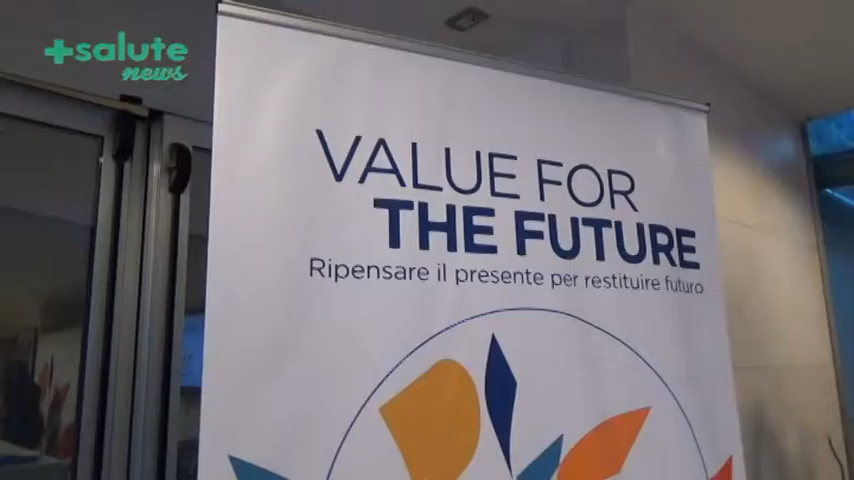 +salute
news
VALUE FOR
THE FUTURE
Ripensare il presente per restituire futuro